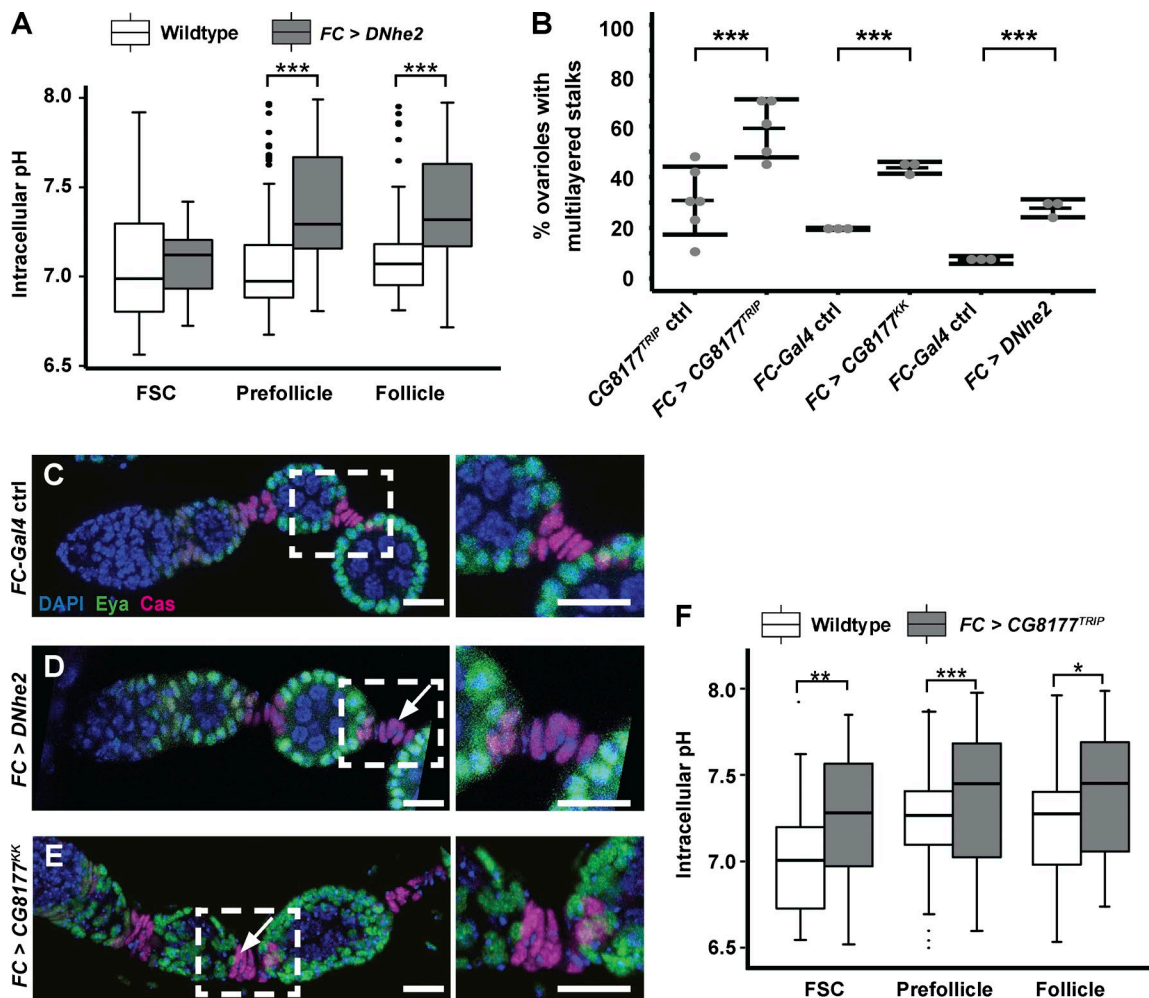 A
Wildtype
FC > DNhe2
***
***
Intracellular pH
8.0
7.5
7.0
6.5
FSC
Prefollicle
Follicle
B
% ovarioles with
multilayered stalks
100
80
60
40
20
0
***
***
***
CG8177TRIP ctrl
FC > CG8177TRIP
FC-Gal4 ctrl
FC > CG8177KK
FC-Gal4 ctrl
FC > DNhe2
C
FC-Gal4 ctrl
DAPI Eya Cas
D
FC > DNhe2
E
FC > CG8177KK
F
Wildtype
FC > CG8177TRIP
**
***
*
Intracellular pH
8.0
7.5
7.0
6.5
FSC
Prefollicle
Follicle